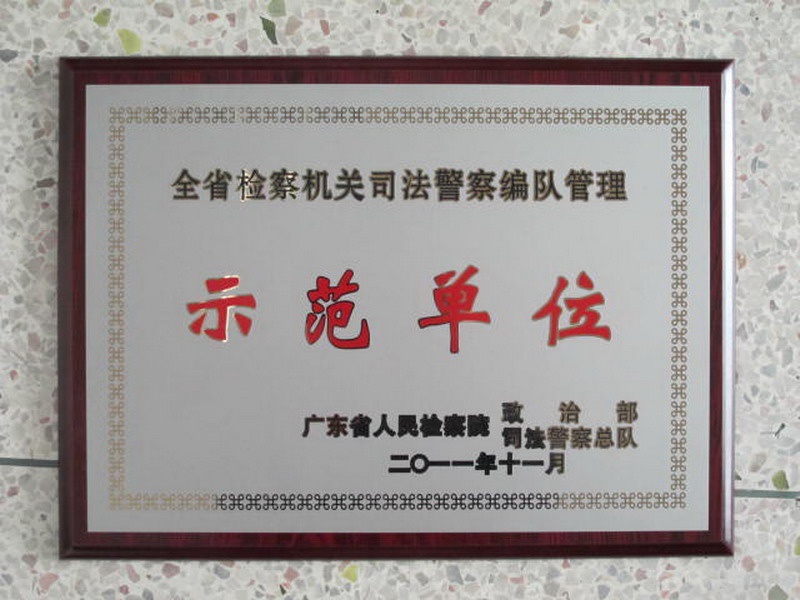 全省检察机关司法警察编队管理
示范单位
广东省人民检察院 政治部
司法警察总队
二〇一一年十一月